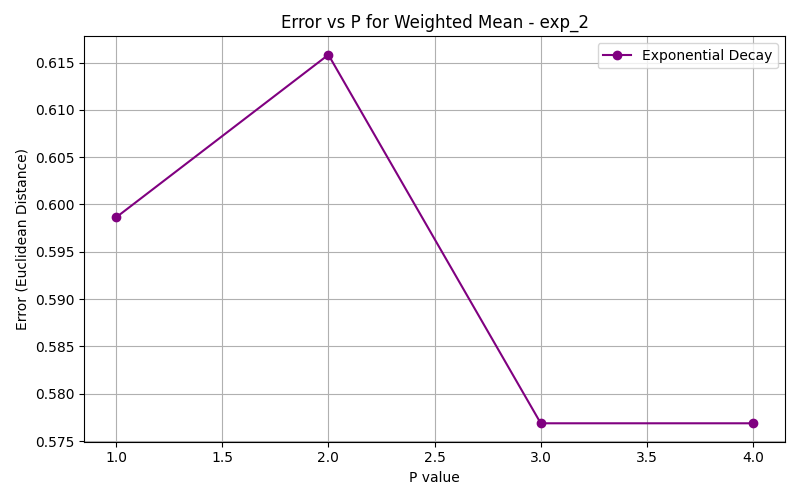 Error vs P for Weighted Mean - exp_2
Exponential Decay
Error (Euclidean Distance)
0.615
0.610
0.605
0.600
0.595
0.590
0.585
0.580
0.575
1.0 1.5 2.0 2.5 3.0 3.5 4.0
P value